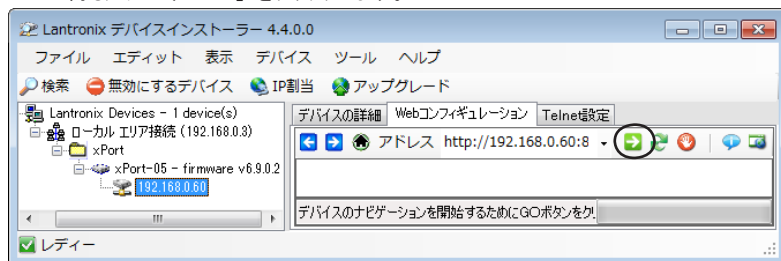 Lantronix デバイスインストーラー 4.4.0.0
ファイル エディット 表示 デバイス ツール ヘルプ
検索 無効にするデバイス IP割当 アップグレード
Lantronix Devices - 1 device(s)
ローカル エリア接続 (192.168.0.3)
xPort
xPort-05 - firmware v6.9.0.2
192.168.0.60
デバイスの詳細 Webコンフィギュレーション Telnet設定
アドレス http://192.168.0.60:8
デバイスのナビゲーションを開始するためにGOボタンをク
レディー